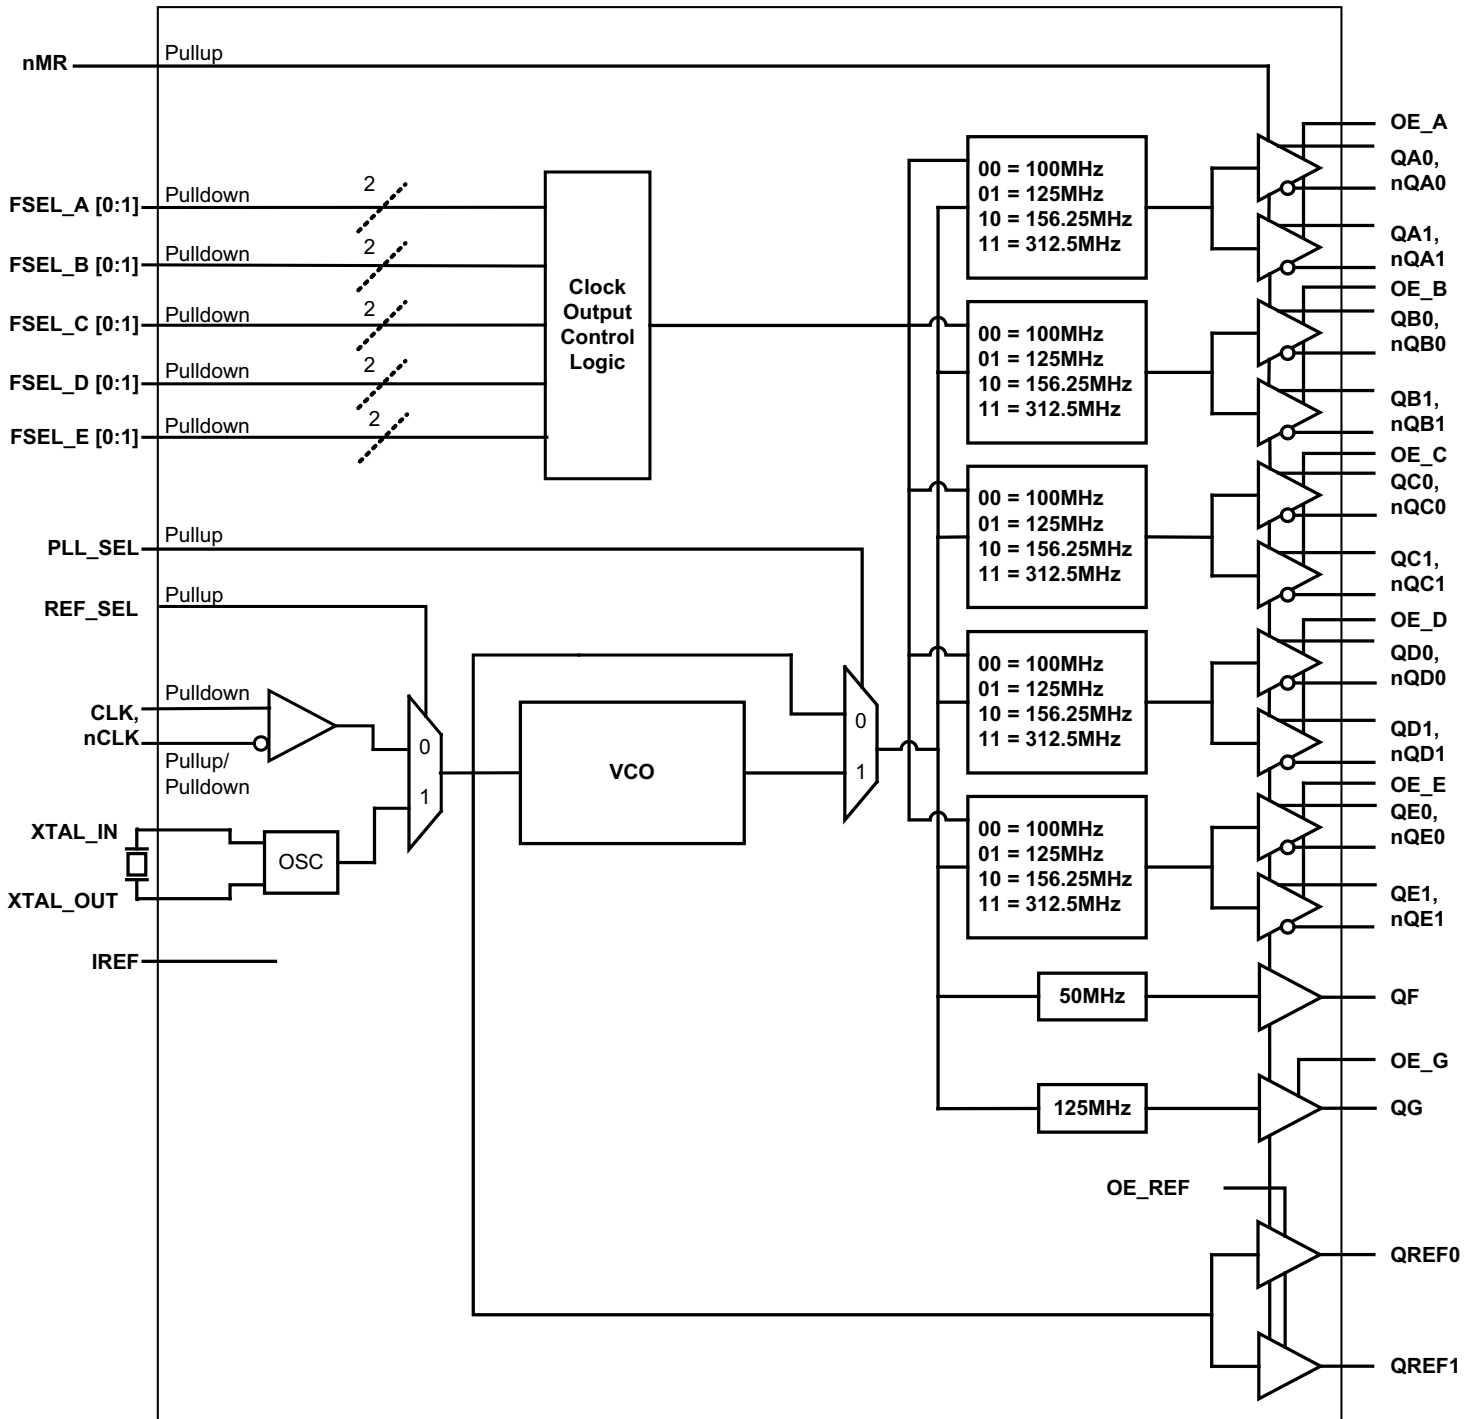 nMR
Pullup
FSEL_A [0:1]
Pulldown
2
FSEL_B [0:1]
Pulldown
2
FSEL_C [0:1]
Pulldown
2
FSEL_D [0:1]
Pulldown
2
FSEL_E [0:1]
Pulldown
2
Clock
Output
Control
Logic
PLL_SEL
Pullup
REF_SEL
Pullup
CLK,
nCLK
Pulldown
Pullup/
Pulldown
0
1
XTAL_IN
XTAL_OUT
OSC
IREF
VCO
0
1
00 = 100MHz
01 = 125MHz
10 = 156.25MHz
11 = 312.5MHz
00 = 100MHz
01 = 125MHz
10 = 156.25MHz
11 = 312.5MHz
00 = 100MHz
01 = 125MHz
10 = 156.25MHz
11 = 312.5MHz
00 = 100MHz
01 = 125MHz
10 = 156.25MHz
11 = 312.5MHz
00 = 100MHz
01 = 125MHz
10 = 156.25MHz
11 = 312.5MHz
50MHz
125MHz
OE_A
QA0,
nQA0
QA1,
nQA1
OE_B
QB0,
nQB0
QB1,
nQB1
OE_C
QC0,
nQC0
QC1,
nQC1
OE_D
QD0,
nQD0
QD1,
nQD1
OE_E
QE0,
nQE0
QE1,
nQE1
QF
OE_G
QG
OE_REF
QREF0
QREF1